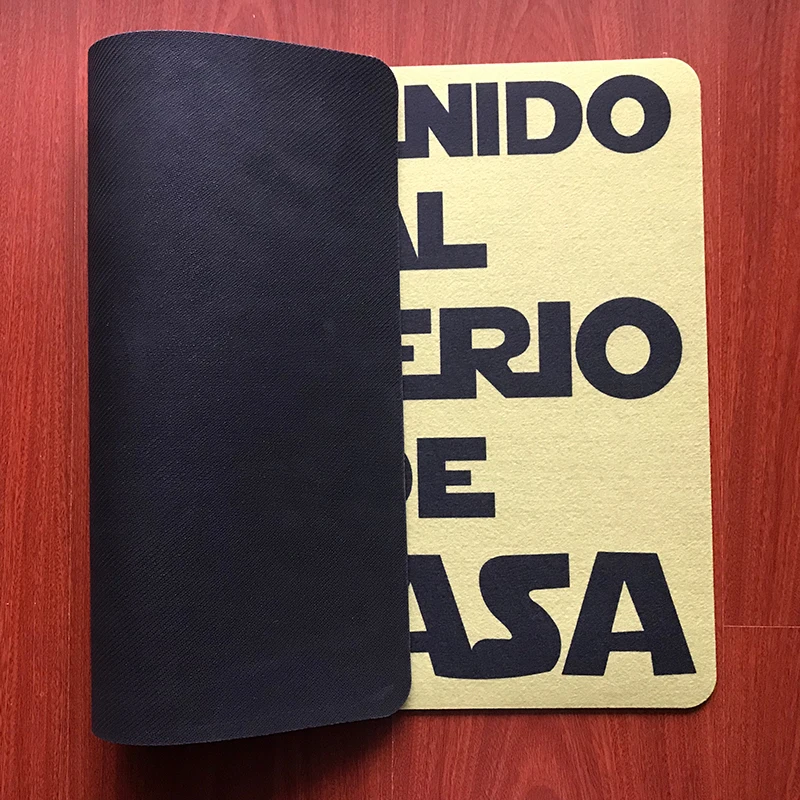 NIDO
AL
ERIO
DE
ASA